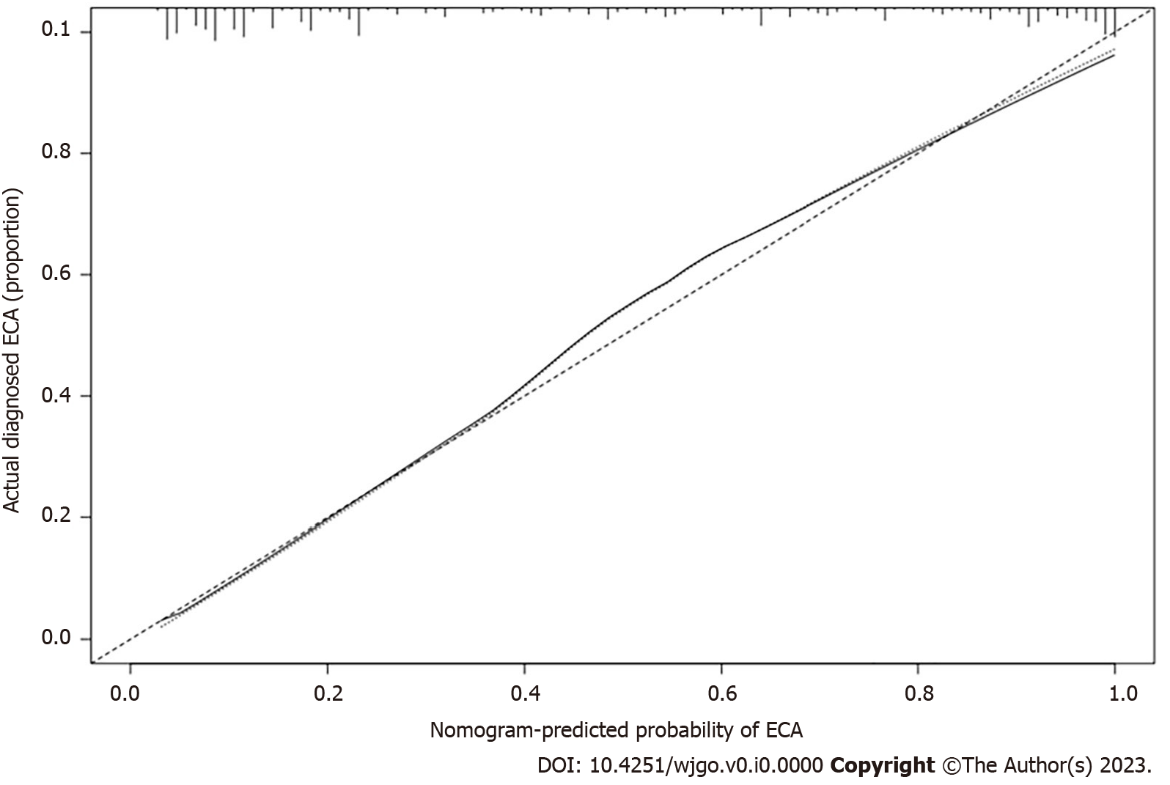 0.1
0.8
0.6
0.4
0.2
0.0
Actual diagnosed ECA (proportion)
0.0 0.2 0.4 0.6 0.8 1.0
Nomogram-predicted probability of ECA
DOI: 10.4251/wjgo.v0.i0.0000 Copyright ©The Author(s) 2023.